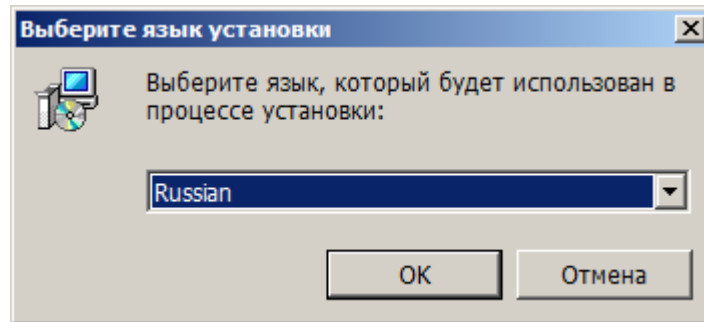 Выберите язык установки
Выберите язык, который будет использован в
процессе установки:
Russian
OK
Отмена